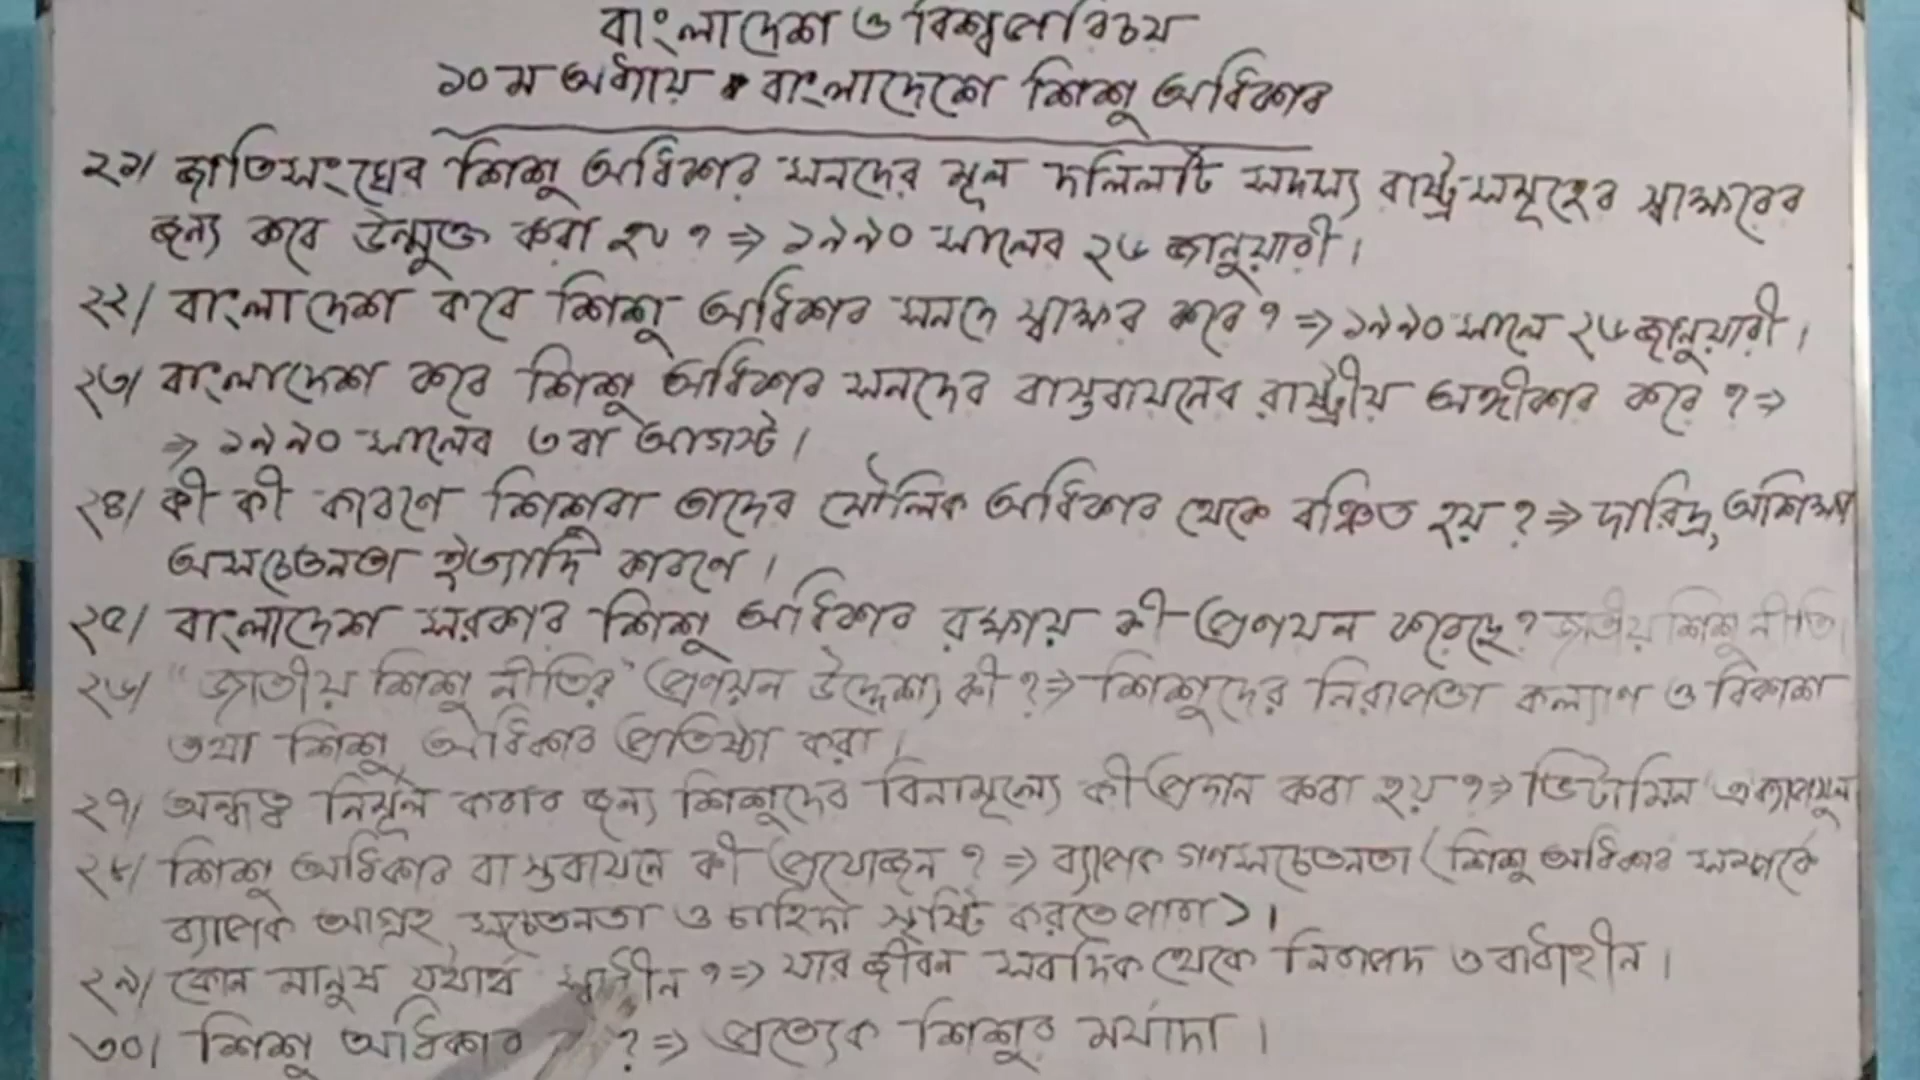 বাংলাদেশ ও বিশ্বপরিচয়
১০ম অধ্যায় বাংলাদেশে শিশু অধিকার
২১। জাতিসংঘের শিশু অধিকার সনদের মূল দলিলটি সদস্য রাষ্ট্রসমূহের স্বাক্ষরের
জন্য কবে উন্মুক্ত করা হয় ? ⇒ ১৯৯০ সালের ২৬ জানুয়ারী।
২২। বাংলাদেশ কবে শিশু অধিকার সনদে স্বাক্ষর করে ? ⇒ ১৯৯০ সালে ২৬ জানুয়ারী।
২৩। বাংলাদেশ কবে শিশু অধিকার সনদের বাস্তবায়নের রাষ্ট্রীয় অঙ্গীকার করে ? ⇒
⇒ ১৯৯০ সালের ৩রা আগস্ট।
২৪। কী কী কারণে শিশুরা তাদের মৌলিক অধিকার থেকে বঞ্চিত হয় ? ⇒ দারিদ্র, অশিক্ষা
অসচেতনতা ইত্যাদি কারণে।
২৫। বাংলাদেশ সরকার শিশু অধিকার রক্ষায় কী প্রণয়ন করেছে ? জাতীয় শিশু নীতি।
২৬। "জাতীয় শিশু নীতির" প্রণয়ন উদ্দেশ্য কী ? ⇒ শিশুদের নিরাপত্তা কল্যাণ ও বিকাশ
তথা শিশু অধিকার প্রতিষ্ঠা করা।
২৭। অন্ধত্ব নির্মূল করার জন্য শিশুদের বিনামূল্যে কী প্রদান করা হয় ? ⇒ ভিটামিন এ ক্যাপসুল
২৮। শিশু অধিকার বাস্তবায়নে কী প্রয়োজন ? ⇒ ব্যাপক গণসচেতনতা (শিশু অধিকার সম্পর্কে
ব্যাপক আগ্রহ, সচেতনতা ও চাহিদা সৃষ্টি করতে পারা)।
২৯। কোন মানুষ যথার্থ স্বাধীন ? ⇒ যার জীবন সবদিক থেকে নিরাপদ ও বাধাহীন।
৩০। শিশু অধিকার ? ⇒ প্রত্যেক শিশুর মর্যাদা।